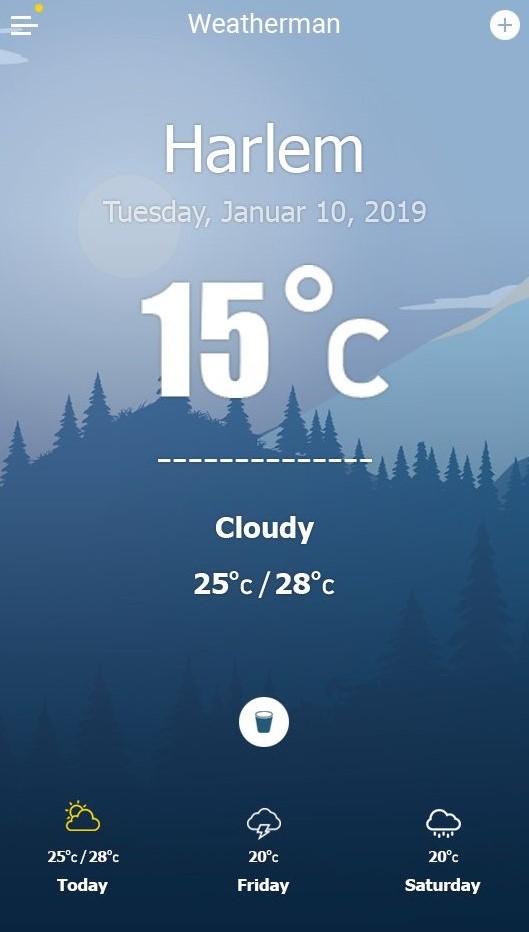 Weatherman
Harlem
Tuesday, Januar 10, 2019
15°C
Cloudy
25°c / 28°c
25°c / 28°c
20°c
20°c
Today
Friday
Saturday